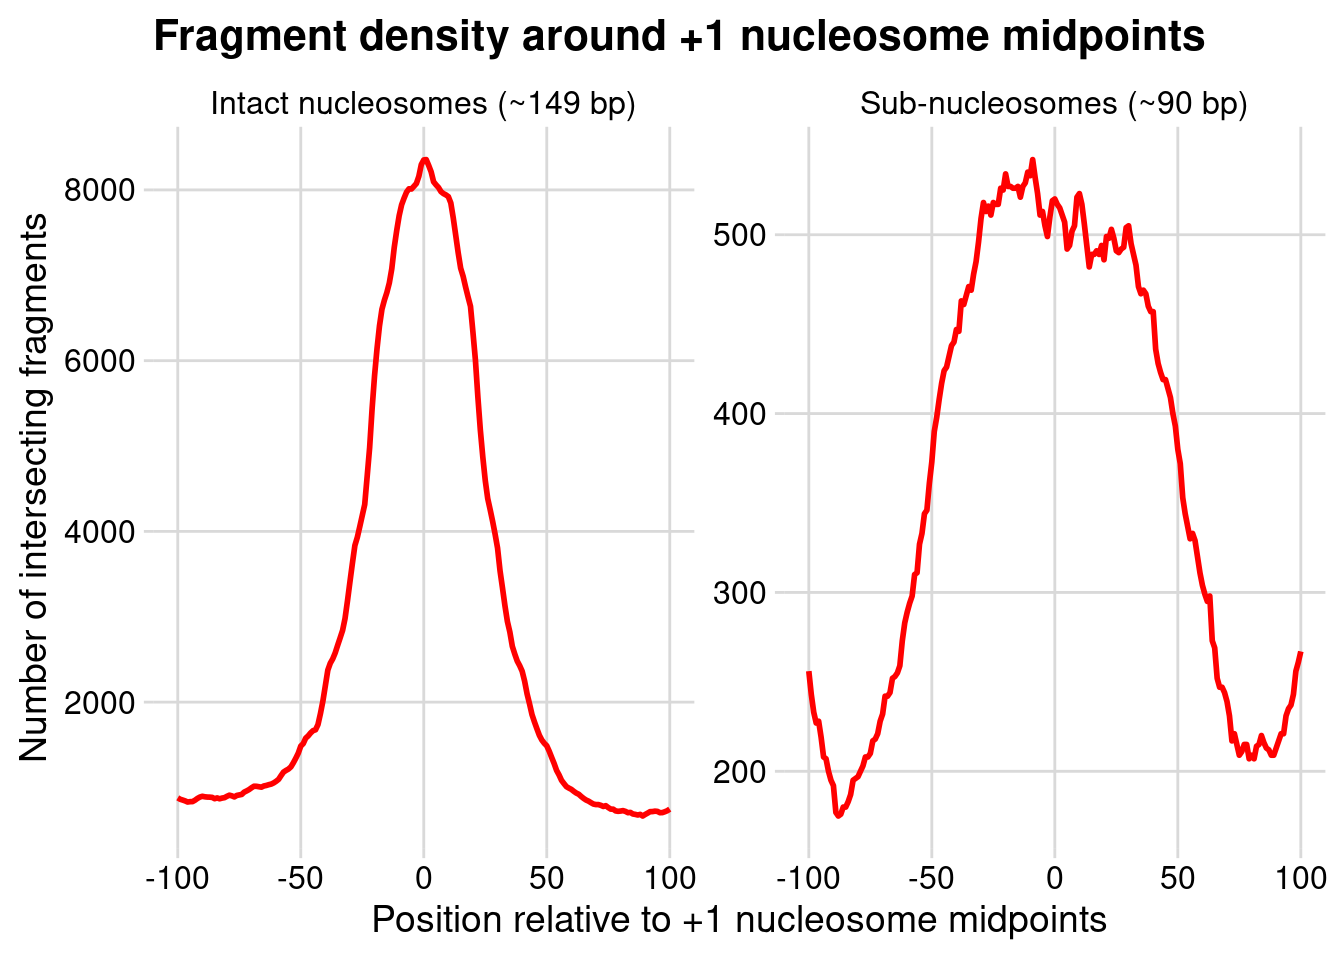 Fragment density around +1 nucleosome midpoints
Intact nucleosomes (~149 bp)
Sub-nucleosomes (~90 bp)
Number of intersecting fragments
8000
6000
4000
2000
500
400
300
200
-100 -50 0 50 100
-100 -50 0 50 100
Position relative to +1 nucleosome midpoints